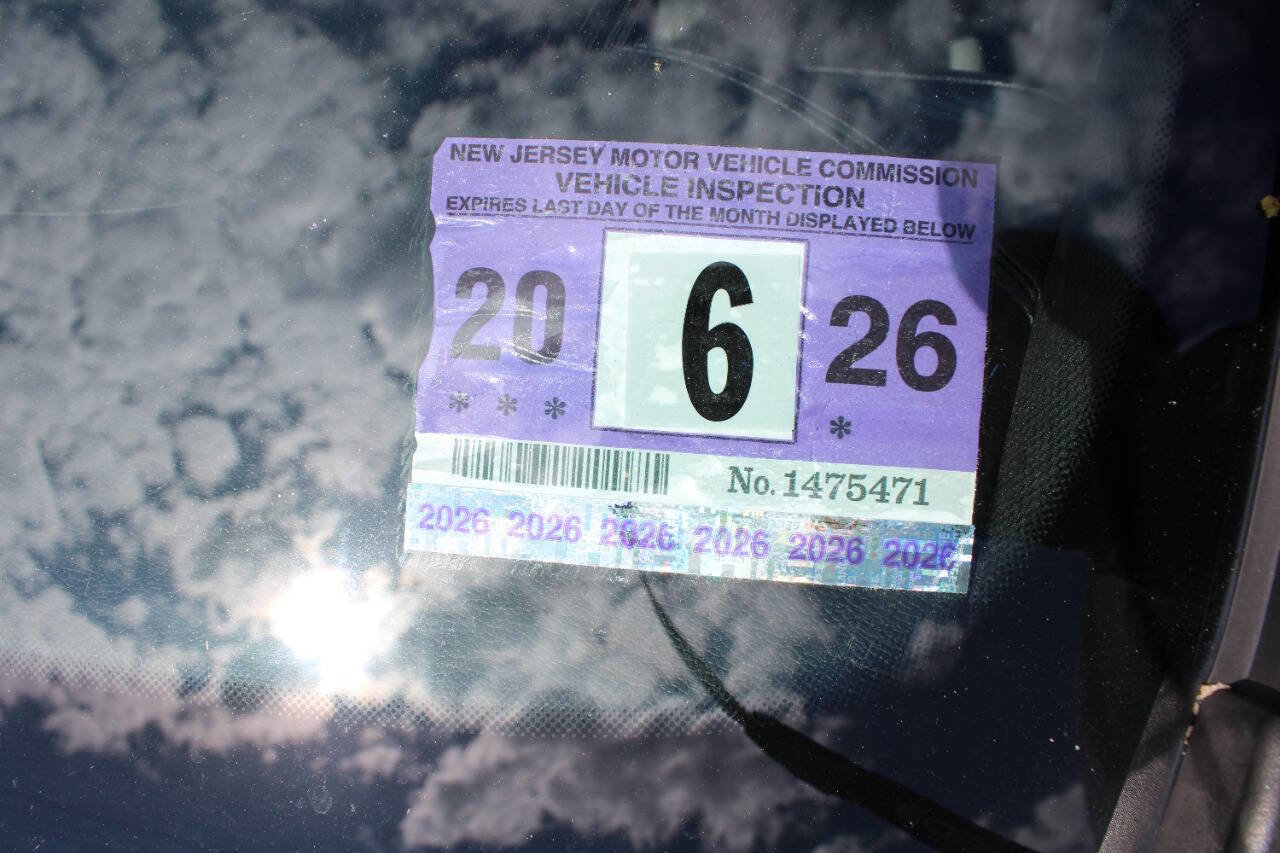 NEW JERSEY MOTOR VEHICLE COMMISSION
VEHICLE INSPECTION
EXPIRES LAST DAY OF THE MONTH DISPLAYED BELOW
20 6 26
* * * *
No. 1475471
2026 2026 2026 2026 2026 2026